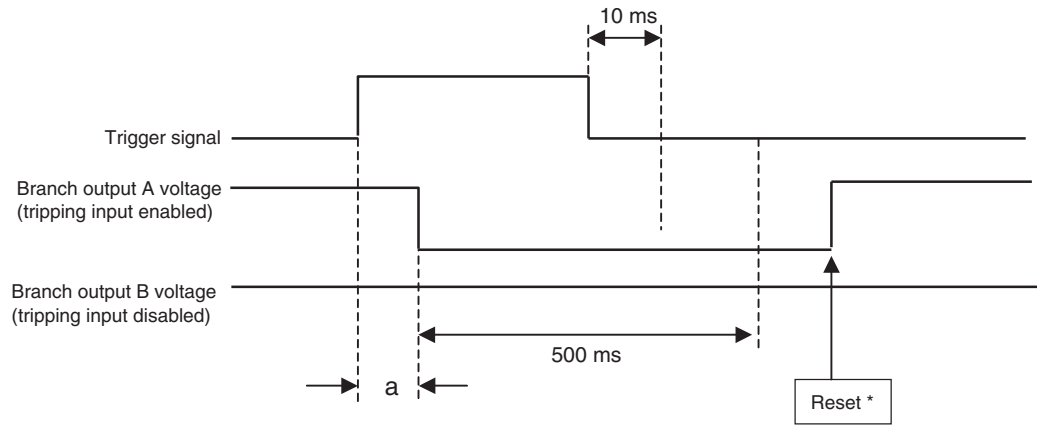 10 ms
Trigger signal
Branch output A voltage
(tripping input enabled)
Branch output B voltage
(tripping input disabled)
500 ms
a
Reset *